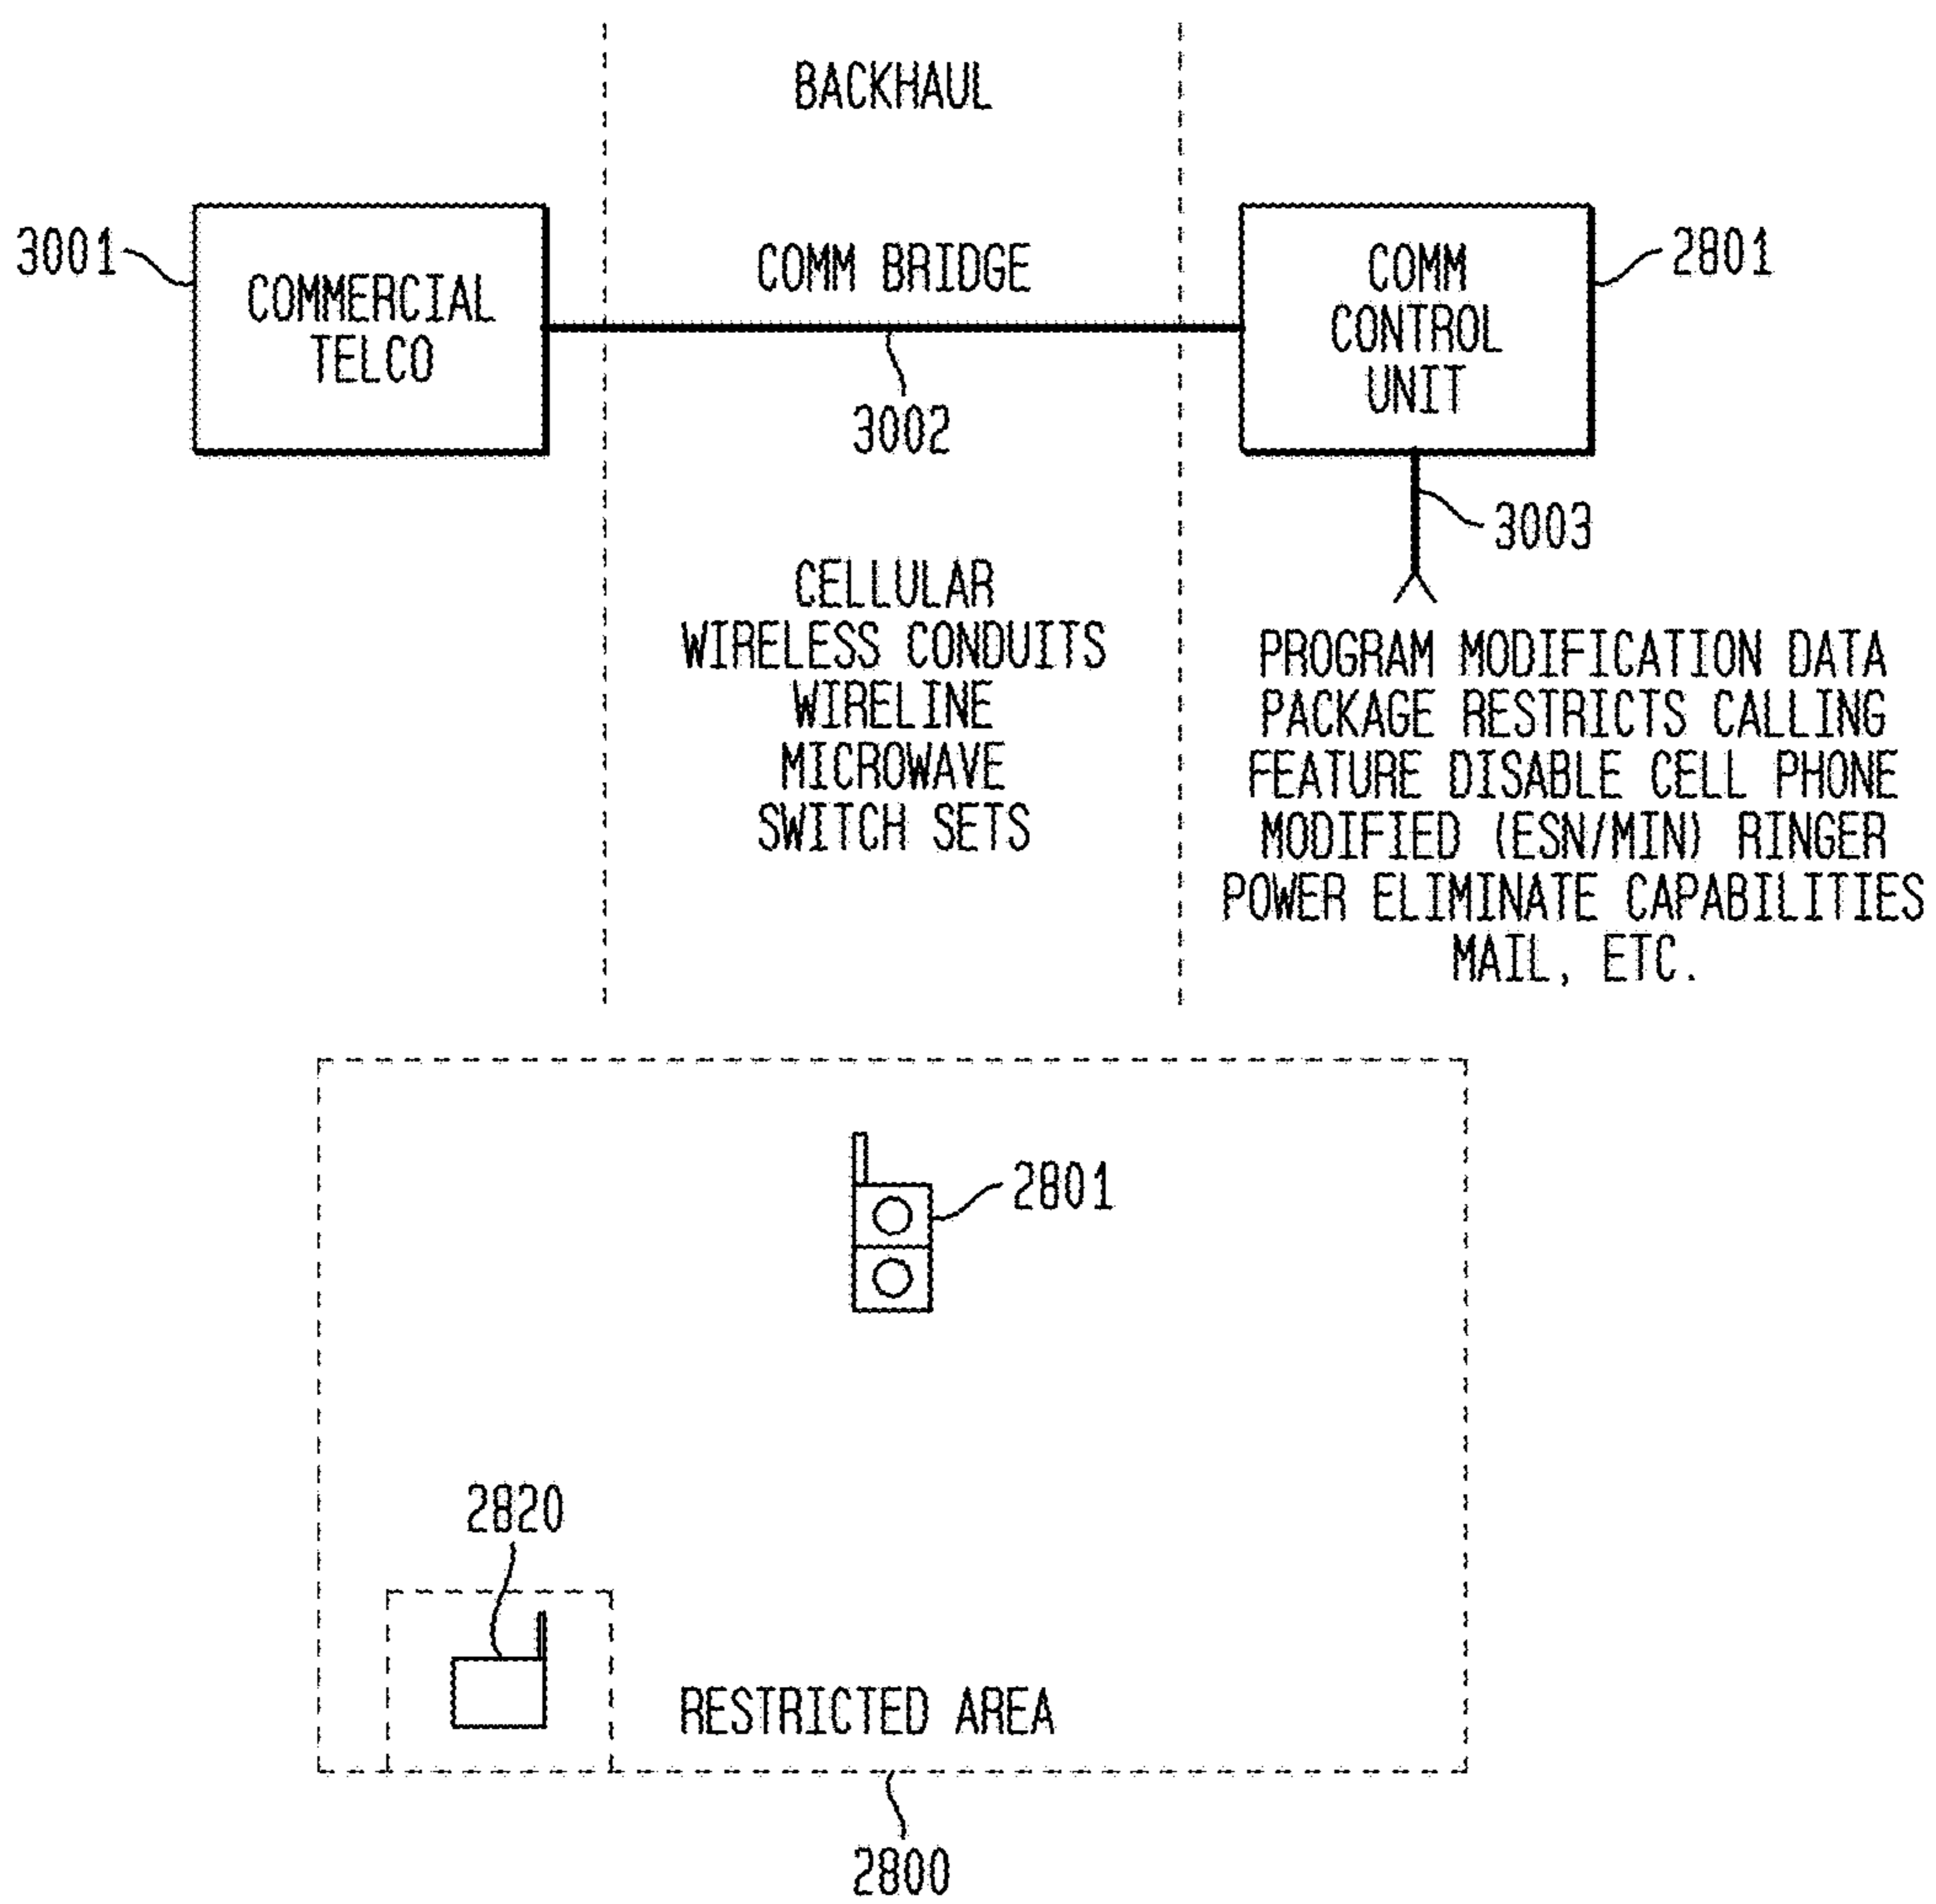 BACKHAUL
3001
COMMERCIAL
TELCO
COMM BRIDGE
3002
COMM
CONTROL
UNIT
2801
3003
CELLULAR
WIRELESS CONDUITS
WIRELINE
MICROWAVE
SWITCH SETS
PROGRAM MODIFICATION DATA
PACKAGE RESTRICTS CALLING
FEATURE DISABLE CELL PHONE
MODIFIED (ESN/MIN) RINGER
POWER ELIMINATE CAPABILITIES
MAIL, ETC.
2801
2820
RESTRICTED AREA
2800